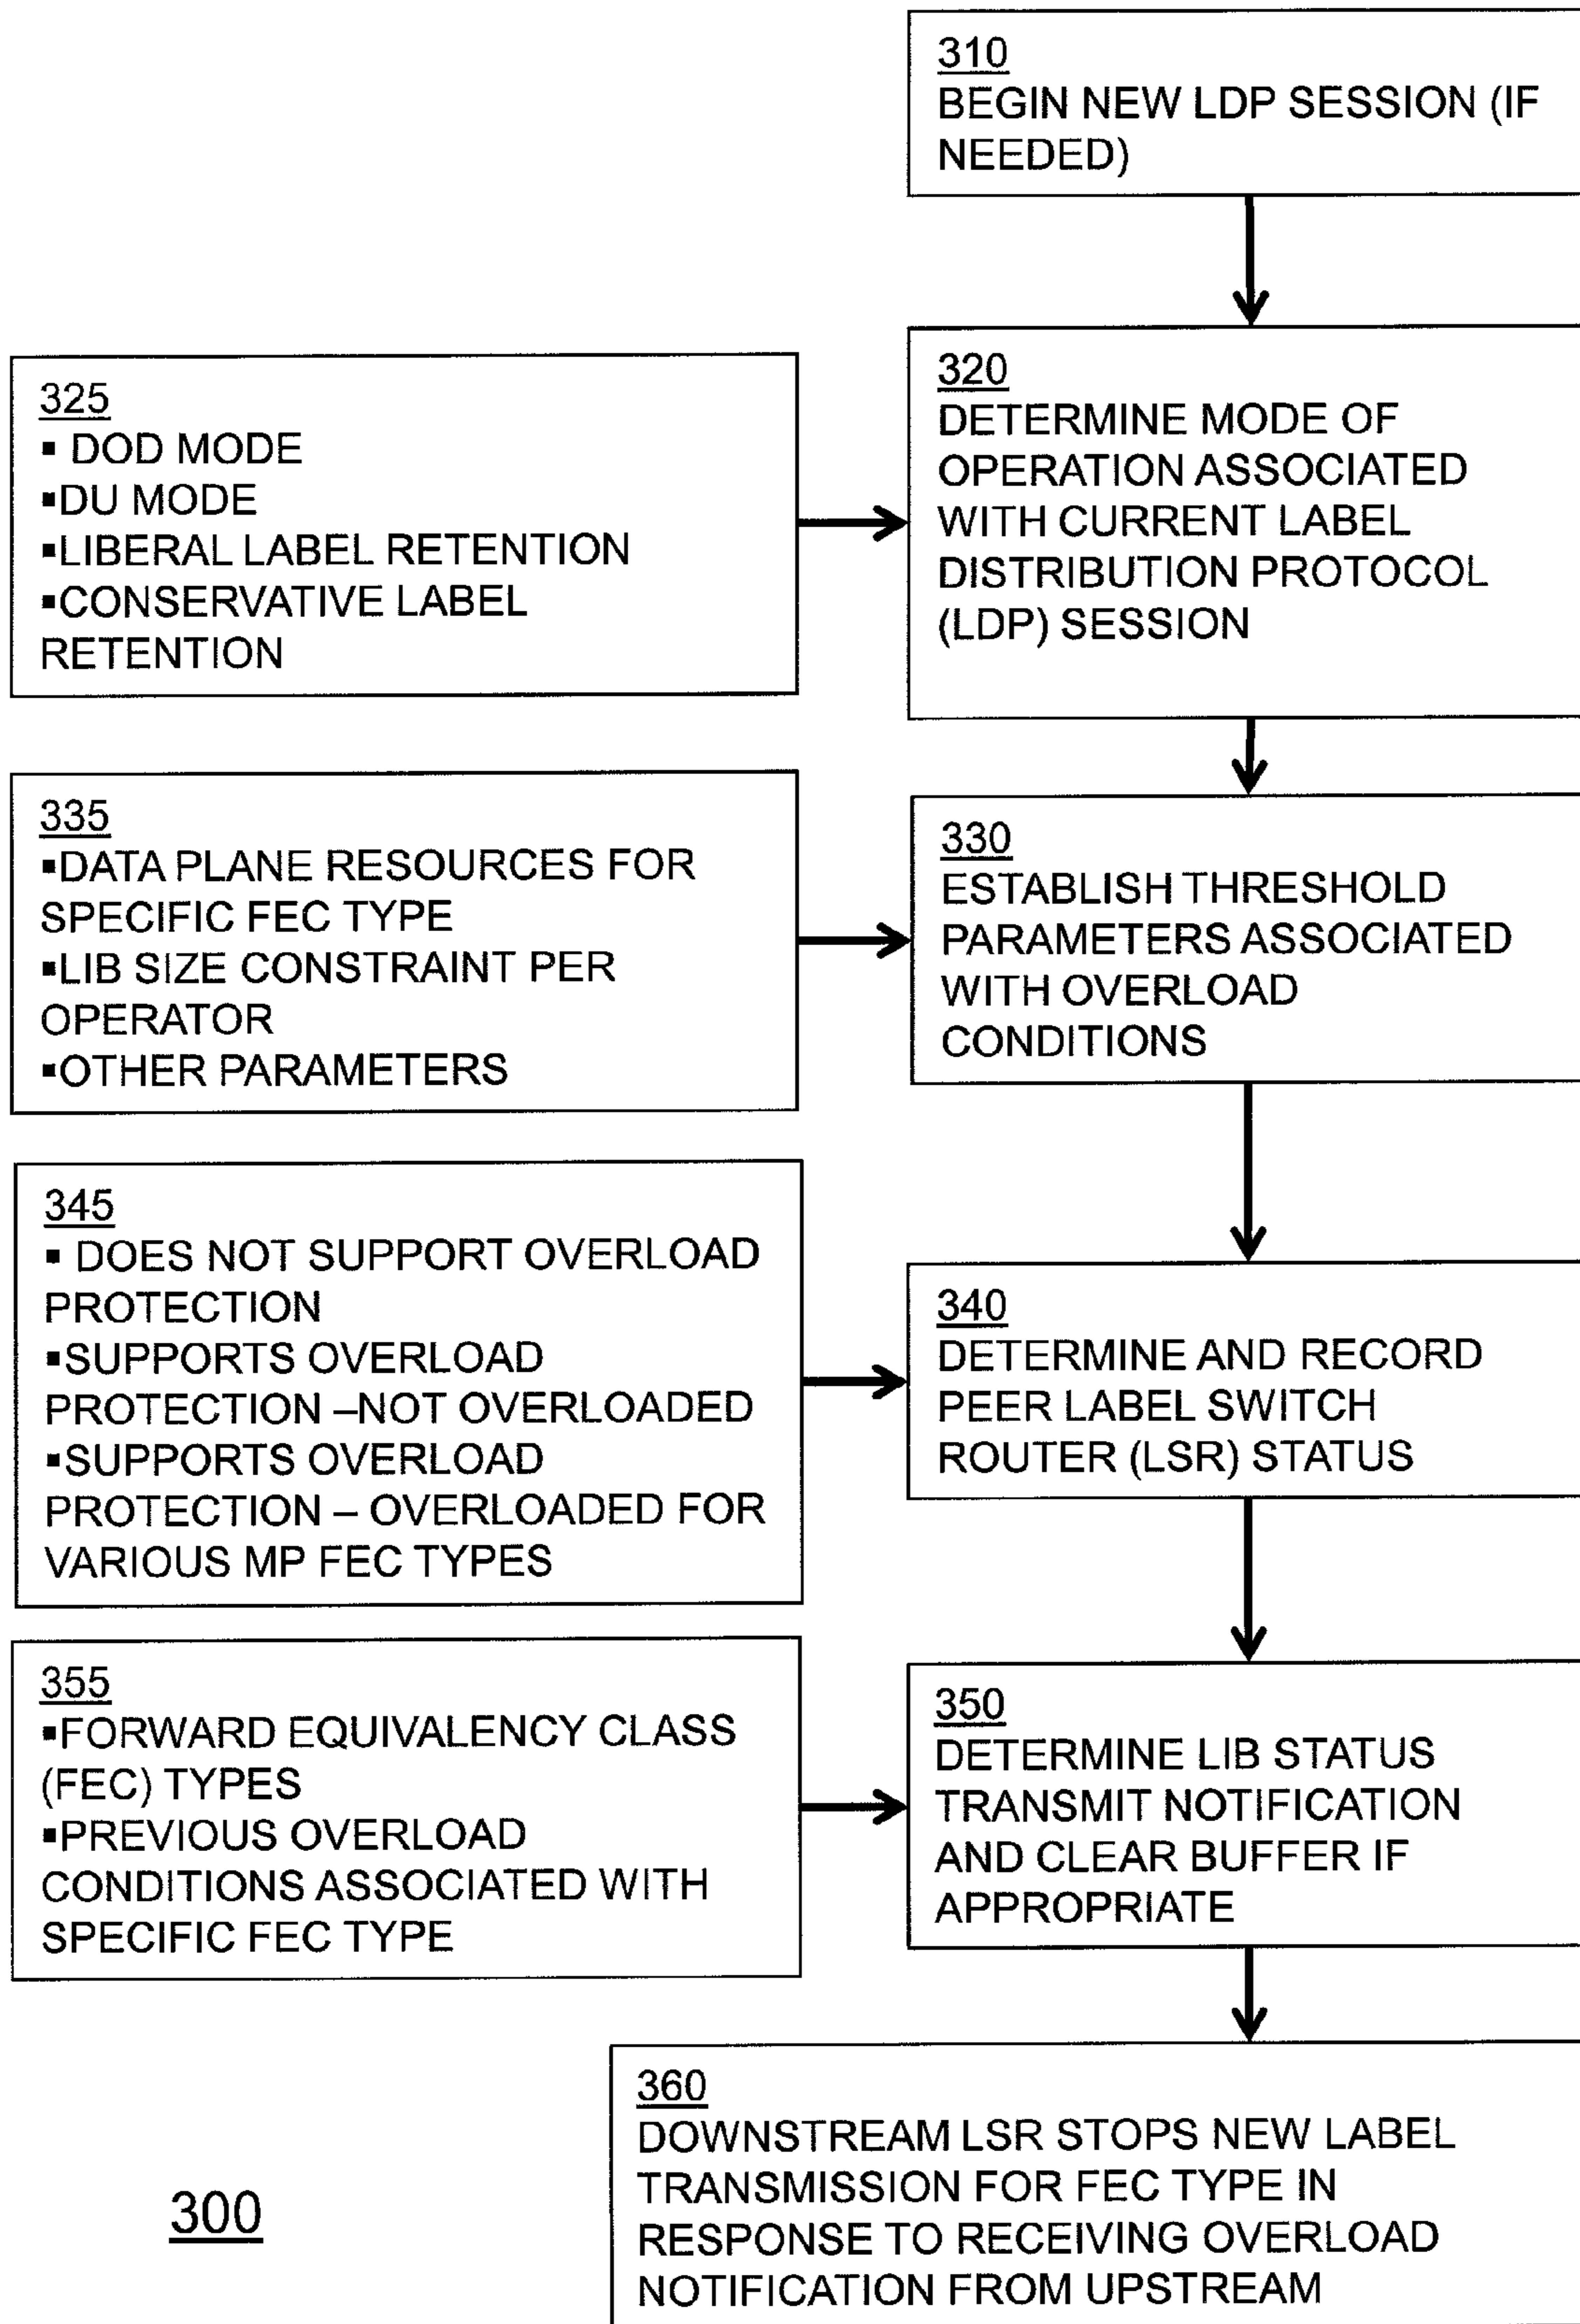 310
BEGIN NEW LDP SESSION (IF
NEEDED)
325
▪ DOD MODE
▪DU MODE
▪LIBERAL LABEL RETENTION
▪CONSERVATIVE LABEL
RETENTION
320
DETERMINE MODE OF
OPERATION ASSOCIATED
WITH CURRENT LABEL
DISTRIBUTION PROTOCOL
(LDP) SESSION
335
▪DATA PLANE RESOURCES FOR
SPECIFIC FEC TYPE
▪LIB SIZE CONSTRAINT PER
OPERATOR
▪OTHER PARAMETERS
330
ESTABLISH THRESHOLD
PARAMETERS ASSOCIATED
WITH OVERLOAD
CONDITIONS
345
▪ DOES NOT SUPPORT OVERLOAD
PROTECTION
▪SUPPORTS OVERLOAD
PROTECTION –NOT OVERLOADED
▪SUPPORTS OVERLOAD
PROTECTION – OVERLOADED FOR
VARIOUS MP FEC TYPES
340
DETERMINE AND RECORD
PEER LABEL SWITCH
ROUTER (LSR) STATUS
355
▪FORWARD EQUIVALENCY CLASS
(FEC) TYPES
▪PREVIOUS OVERLOAD
CONDITIONS ASSOCIATED WITH
SPECIFIC FEC TYPE
350
DETERMINE LIB STATUS
TRANSMIT NOTIFICATION
AND CLEAR BUFFER IF
APPROPRIATE
360
DOWNSTREAM LSR STOPS NEW LABEL
TRANSMISSION FOR FEC TYPE IN
RESPONSE TO RECEIVING OVERLOAD
NOTIFICATION FROM UPSTREAM
300